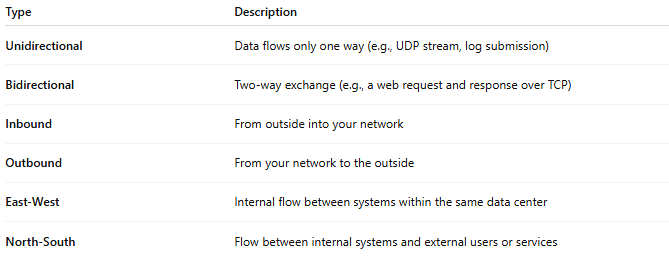 Type Description
Unidirectional Data flows only one way (e.g., UDP stream, log submission)
Bidirectional Two-way exchange (e.g., a web request and response over TCP)
Inbound From outside into your network
Outbound From your network to the outside
East-West Internal flow between systems within the same data center
North-South Flow between internal systems and external users or services